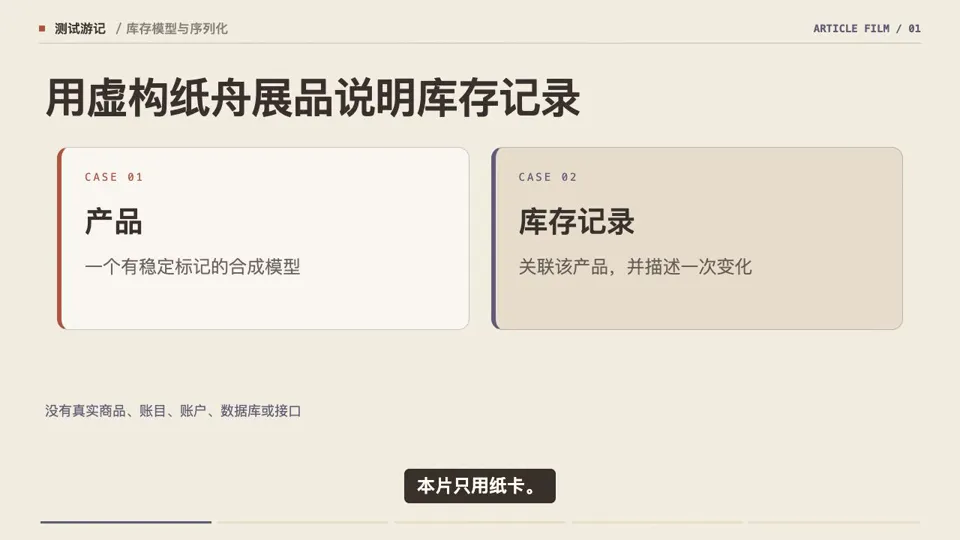 测试游记 / 库存模型与序列化
ARTICLE FILM / 01
用虚构纸舟展品说明库存记录
CASE 01
产品
一个有稳定标记的合成模型
CASE 02
库存记录
关联该产品，并描述一次变化
没有真实商品、账目、账户、数据库或接口
本片只用纸卡。